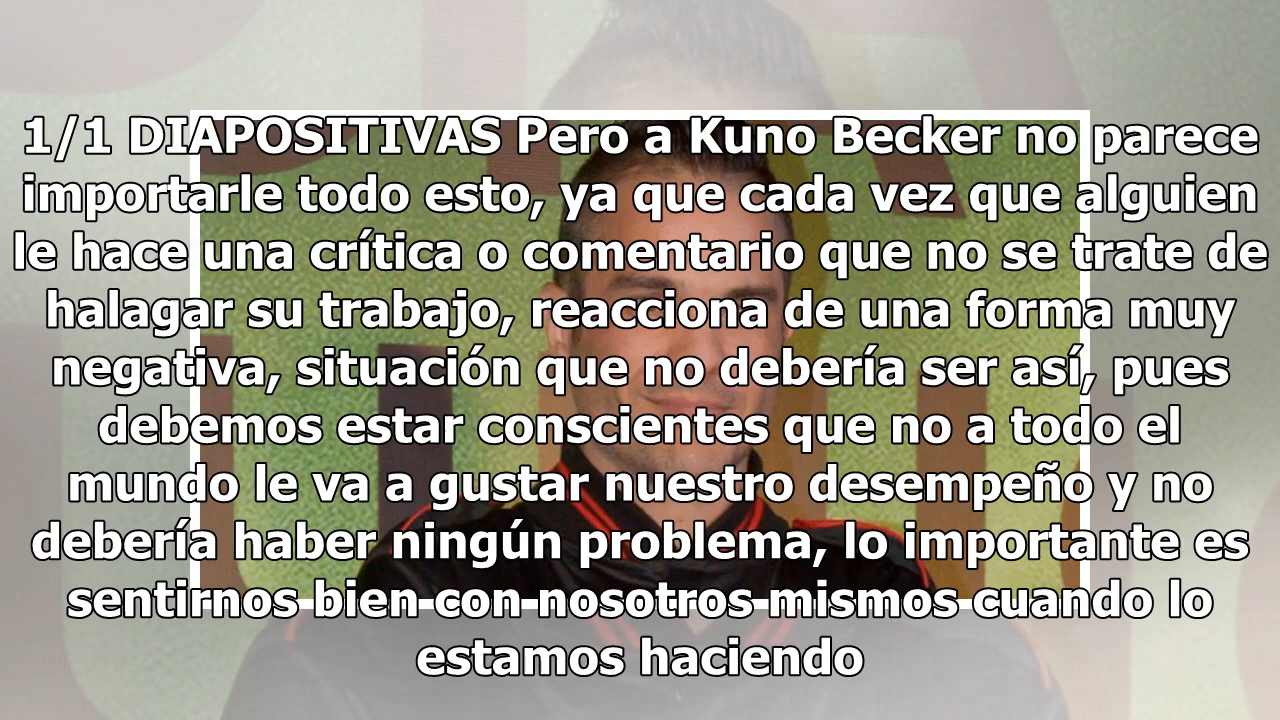 1/1 DIAPOSITIVAS Pero a Kuno Becker no parece
importarle todo esto, ya que cada vez que alguien
le hace una crítica o comentario que no se trate de
halagar su trabajo, reacciona de una forma muy
negativa, situación que no debería ser así, pues
debemos estar conscientes que no a todo el
mundo le va a gustar nuestro desempeño y no
debería haber ningún problema, lo importante es
sentirnos bien con nosotros mismos cuando lo
estamos haciendo